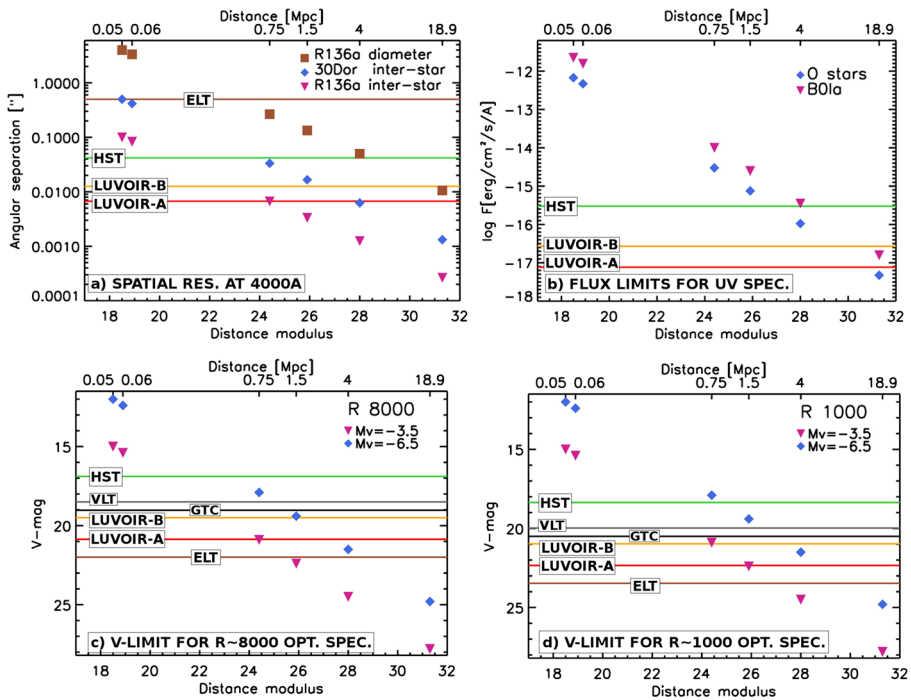 Distance [Mpc]
0.05 0.06 0.75 1.5 4 18.9
R136a diameter
30Dor inter-star
R136a inter-star
ELT
HST
LUVOIR-B
LUVOIR-A
1.0000
0.1000
0.0100
0.0010
0.0001
Angular separation ["]
a) SPATIAL RES. AT 4000A
18 20 22 24 26 28 30 32
Distance modulus
Distance [Mpc]
0.05 0.06 0.75 1.5 4 18.9
O stars
B0Ia
HST
LUVOIR-B
LUVOIR-A
-12
-13
-14
-15
-16
-17
-18
log F[erg/cm²/s/A]
b) FLUX LIMITS FOR UV SPEC.
18 20 22 24 26 28 30 32
Distance modulus
Distance [Mpc]
0.05 0.06 0.75 1.5 4 18.9
R 8000
Mv=-3.5
Mv=-6.5
HST
VLT
GTC
LUVOIR-B
LUVOIR-A
ELT
15
20
25
V-mag
c) V-LIMIT FOR R~8000 OPT. SPEC.
18 20 22 24 26 28 30 32
Distance modulus
Distance [Mpc]
0.05 0.06 0.75 1.5 4 18.9
R 1000
Mv=-3.5
Mv=-6.5
HST
VLT
GTC
LUVOIR-B
LUVOIR-A
ELT
15
20
25
V-mag
d) V-LIMIT FOR R~1000 OPT. SPEC.
18 20 22 24 26 28 30 32
Distance modulus